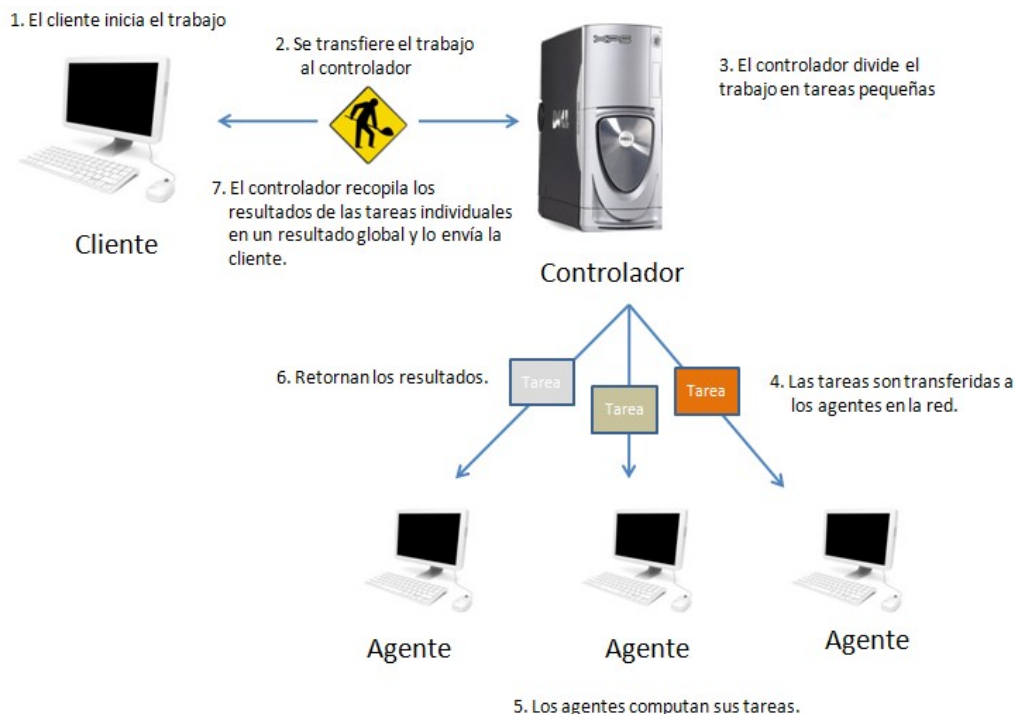 1. El cliente inicia el trabajo
2. Se transfiere el trabajo
al controlador
3. El controlador divide el
trabajo en tareas pequeñas
XPS
DELL
DELL
7. El controlador recopila los
resultados de las tareas individuales
en un resultado global y lo envía la
cliente.
Cliente
Controlador
6. Retornan los resultados.
Tarea
Tarea
Tarea
4. Las tareas son transferidas a
los agentes en la red.
Agente
Agente
Agente
5. Los agentes computan sus tareas.